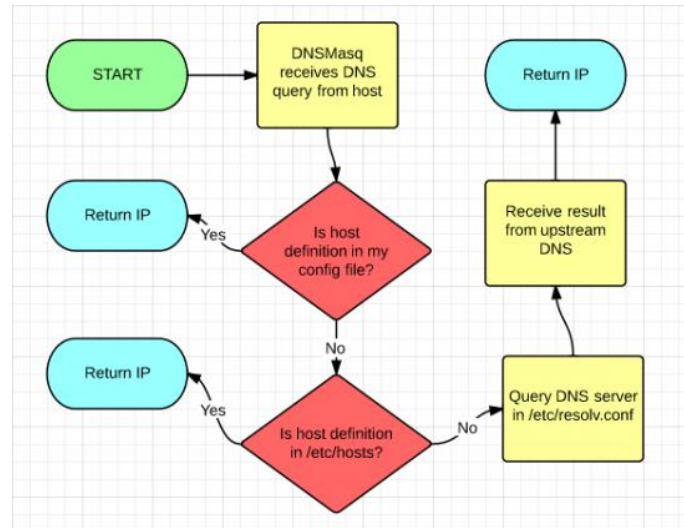 START
DNSMasq
receives DNS
query from host
Return IP
Return IP
Yes
Is host
definition in my
config file?
Receive result
from upstream
DNS
No
Return IP
Yes
Is host definition
in /etc/hosts?
No
Query DNS server
in /etc/resolv.conf